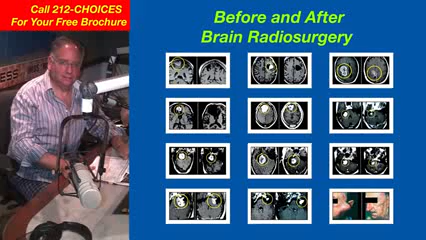 Call 212-CHOICES
For Your Free Brochure
Before and After
Brain Radiosurgery